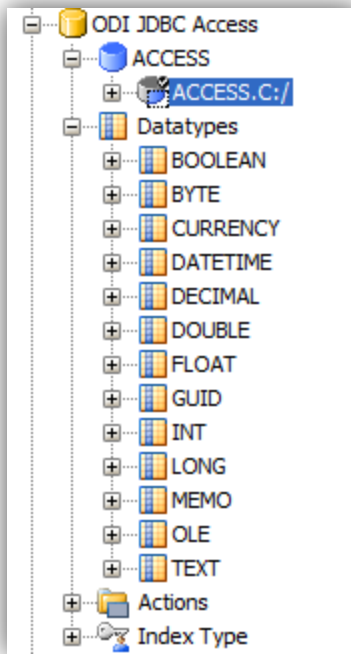 ODI JDBC Access
ACCESS
ACCESS.C:/
Datatypes
BOOLEAN
BYTE
CURRENCY
DATETIME
DECIMAL
DOUBLE
FLOAT
GUID
INT
LONG
MEMO
OLE
TEXT
Actions
Index Type